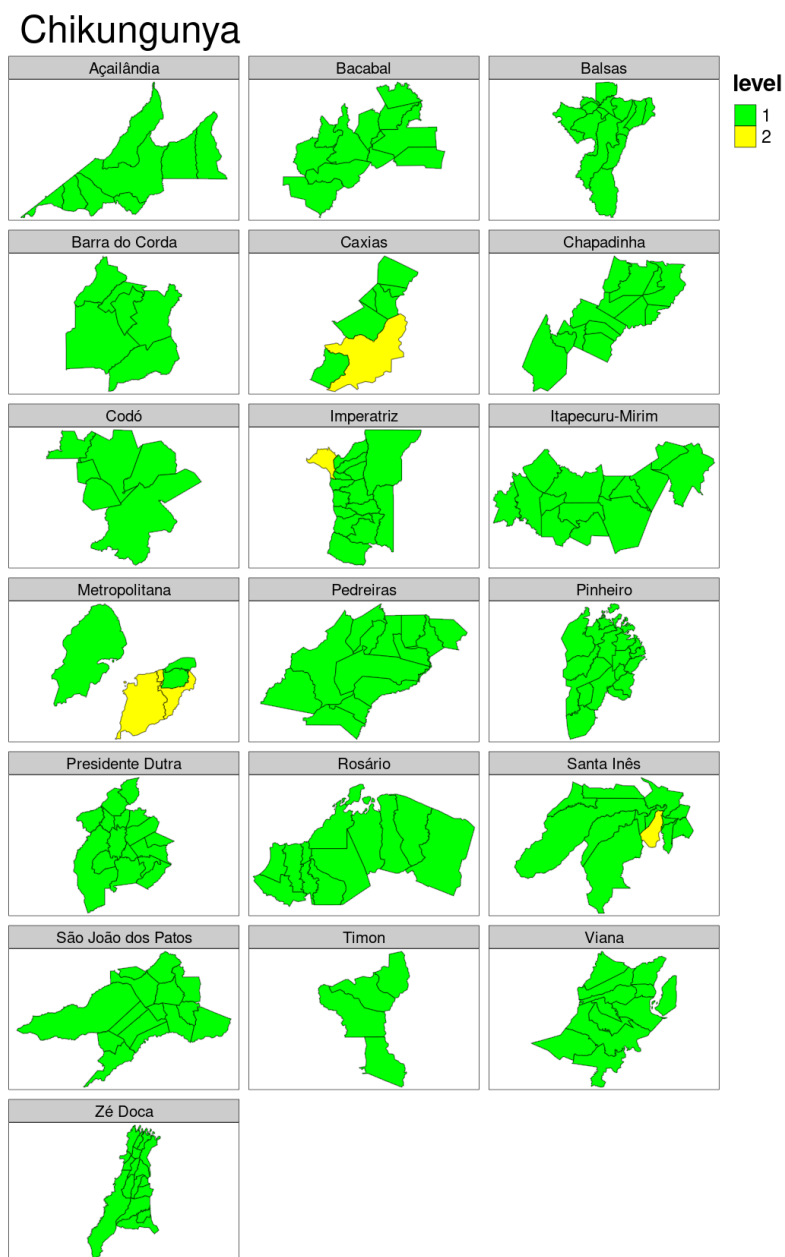 Chikungunya
Açailândia
Bacabal
Balsas
level
1
2
Barra do Corda
Caxias
Chapadinha
Codó
Imperatriz
Itapecuru-Mirim
Metropolitana
Pedreiras
Pinheiro
Presidente Dutra
Rosário
Santa Inês
São João dos Patos
Timon
Viana
Zé Doca